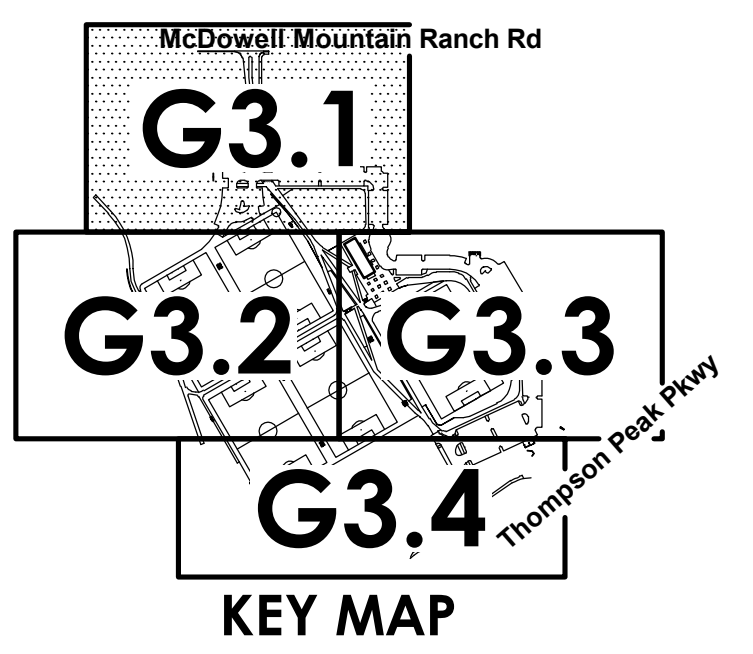 McDowell Mountain Ranch Rd
G3.1
G3.2
G3.3
Thompson Peak Pkwy
G3.4
KEY MAP